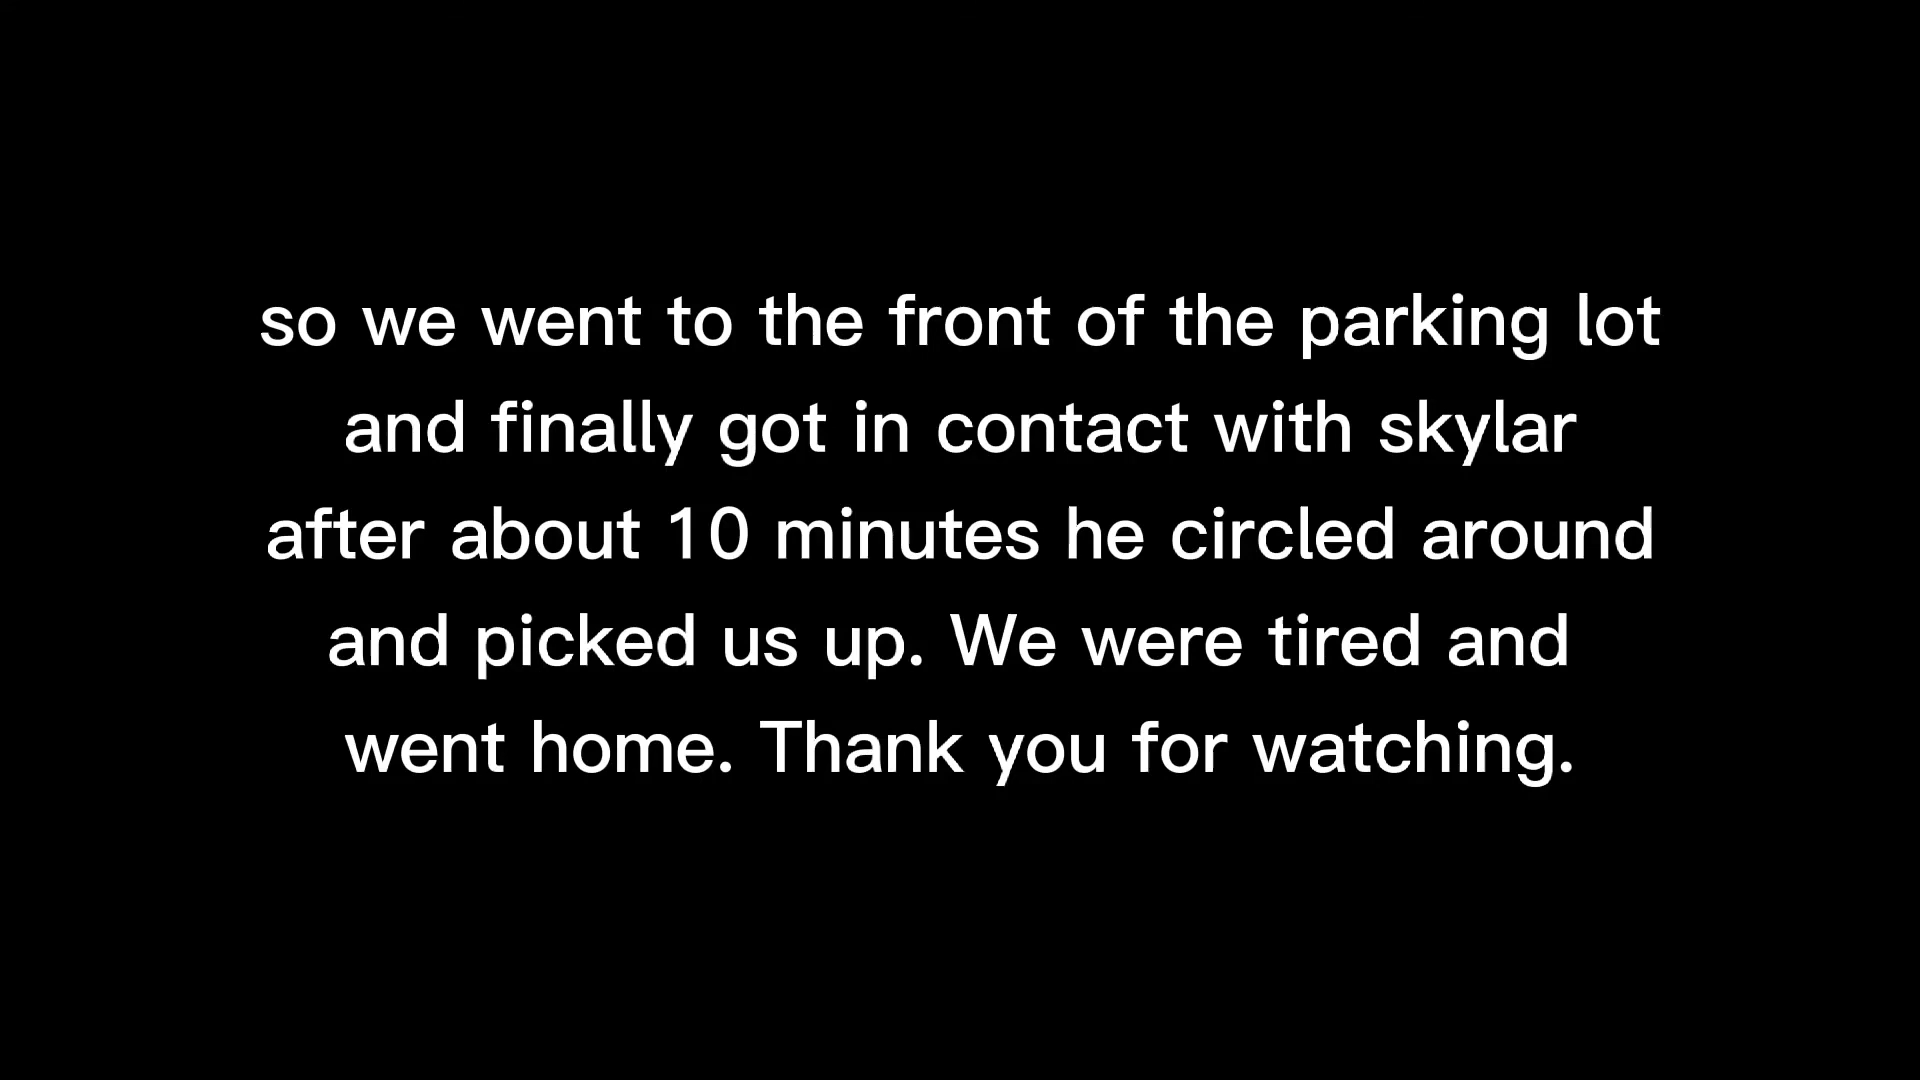 so we went to the front of the parking lot
and finally got in contact with skylar
after about 10 minutes he circled around
and picked us up. We were tired and
went home. Thank you for watching.